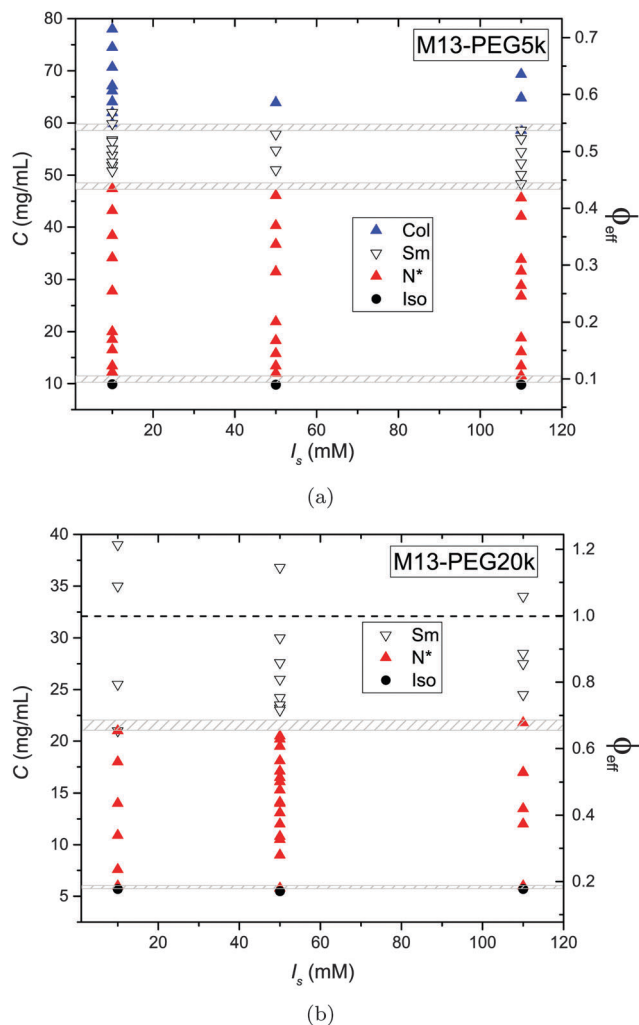 M13-PEG5k
80
70
60
50
40
30
20
10
C (mg/mL)
0.7
0.6
0.5
0.4
0.3
0.2
0.1
ϕeff
Col
Sm
N*
Iso
20 40 60 80 100 120
Is (mM)
(a)
M13-PEG20k
40
35
30
25
20
15
10
5
C (mg/mL)
1.2
1.0
0.8
0.6
0.4
0.2
ϕeff
Sm
N*
Iso
20 40 60 80 100 120
Is (mM)
(b)